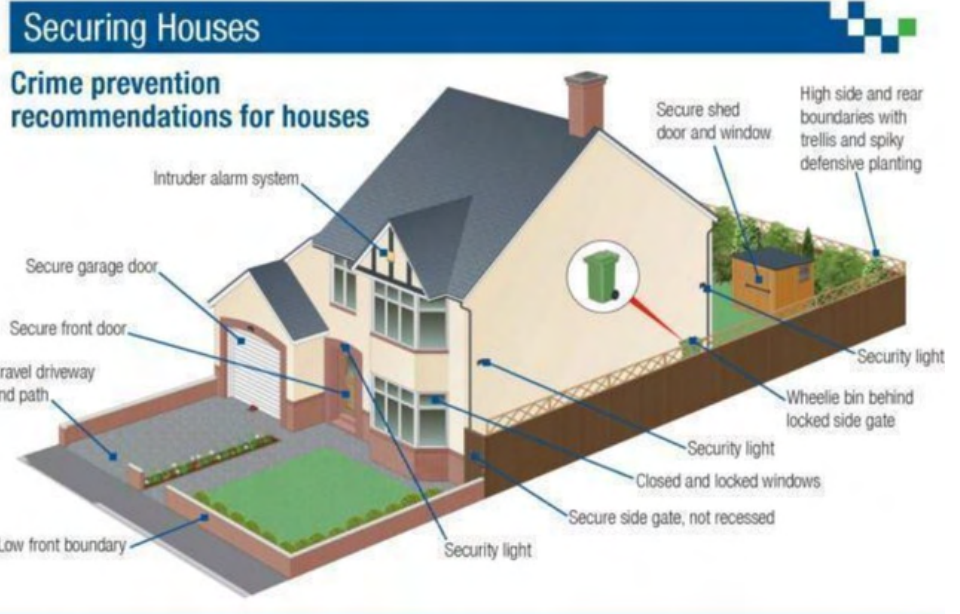 Securing Houses
Crime prevention
recommendations for houses
Intruder alarm system
Secure shed
door and window
High side and rear
boundaries with
trellis and spiky
defensive planting
Secure garage door
Secure front door
ravel driveway
nd path
Low front boundary
Security light
Wheelie bin behind
locked side gate
Security light
Closed and locked windows
Secure side gate, not recessed
Security light